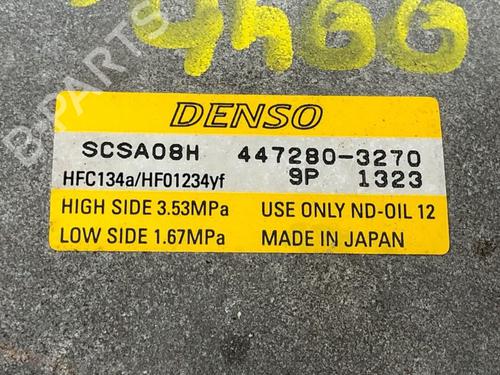 DENSO
SCSA08H 447280-3270
HFC134a/HFO1234yf 9P 1323
HIGH SIDE 3.53MPa USE ONLY ND-OIL 12
LOW SIDE 1.67MPa MADE IN JAPAN